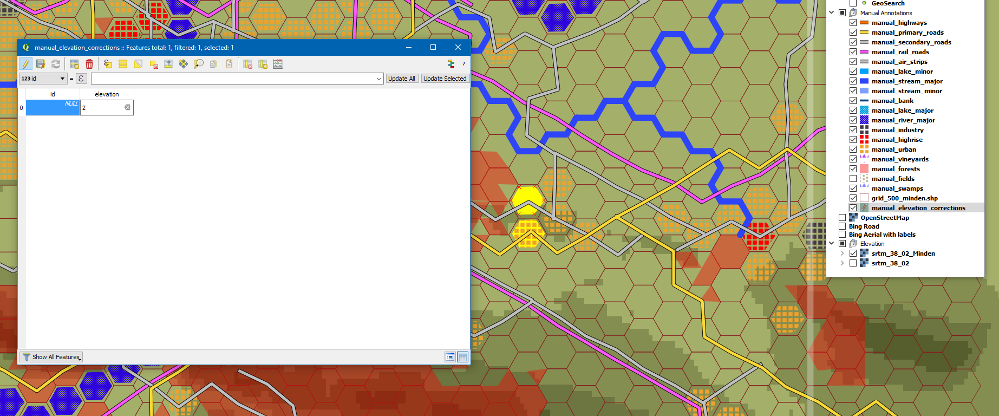 manual_elevation_corrections :: Features total: 1, filtered: 1, selected: 1
?
123 id
=
ε
Update All
Update Selected
id
elevation
0
NULL
2
Show All Features
GeoSearch
Manual Annotations
manual_highways
manual_primary_roads
manual_secondary_roads
manual_rail_roads
manual_air_strips
manual_lake_minor
manual_stream_major
manual_stream_minor
manual_bank
manual_lake_major
manual_river_major
manual_industry
manual_highrise
manual_urban
manual_vineyards
manual_forests
manual_fields
manual_swamps
grid_500_minden.shp
manual_elevation_corrections
OpenStreetMap
Bing Road
Bing Aerial with labels
Elevation
srtm_38_02_Minden
srtm_38_02